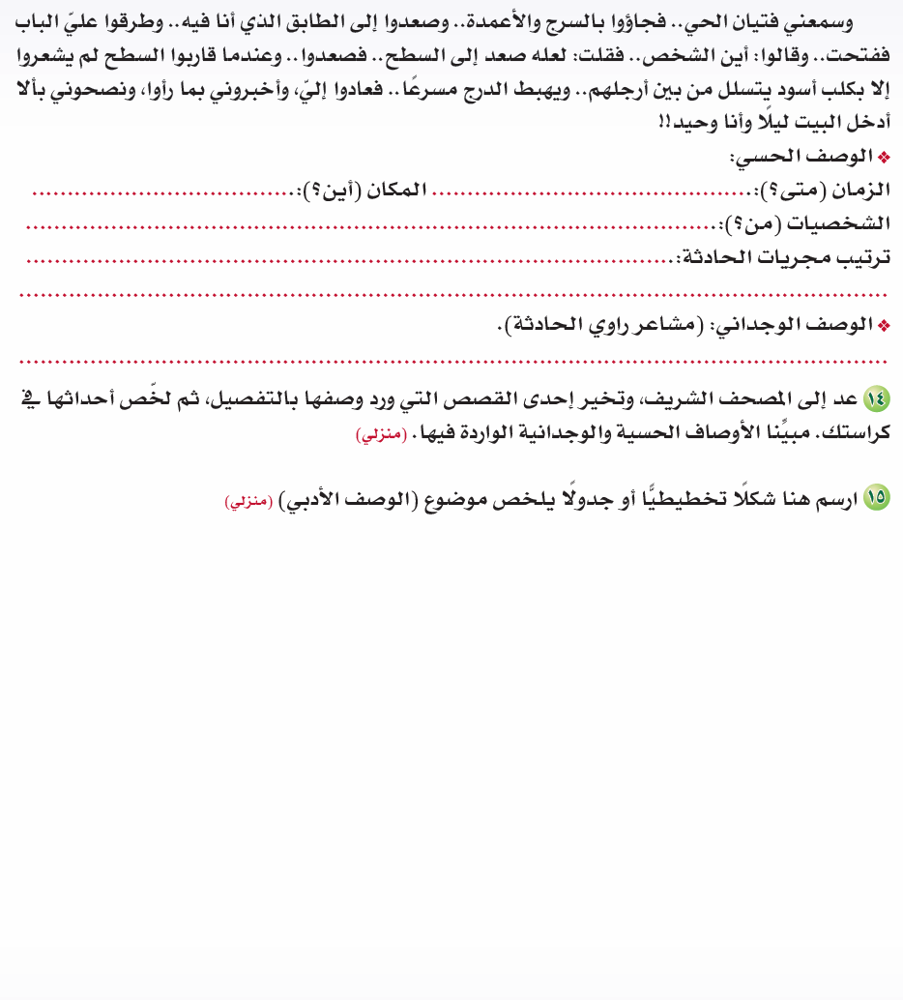 وسمعني فتيان الحي.. فجاؤوا بالسرج والأعمدة.. وصعدوا إلى الطابق الذي أنا فيه.. وطرقوا عليّ الباب
ففتحت.. وقالوا: أين الشخص.. فقلت: لعله صعد إلى السطح.. فصعدوا.. وعندما قاربوا السطح لم يشعروا
إلا بكلب أسود يتسلل من بين أرجلهم.. ويهبط الدرج مسرعًا.. فعادوا إليّ، وأخبروني بما رأوا، ونصحوني بألا
أدخل البيت ليلًا وأنا وحيد!!
❖ الوصف الحسي:
الزمان (متى؟):............................................ المكان (أين؟):....................................
الشخصيات (من؟):..............................................................................................
ترتيب مجريات الحادثة:.........................................................................................
........................................................................................................................
❖ الوصف الوجداني: (مشاعر راوي الحادثة).
........................................................................................................................
١٤ عد إلى المصحف الشريف، وتخير إحدى القصص التي ورد وصفها بالتفصيل، ثم لخّص أحداثها في
كراستك. مبيِّنا الأوصاف الحسية والوجدانية الواردة فيها. (منزلي)
١٥ ارسم هنا شكلًا تخطيطيًّا أو جدولًا يلخص موضوع (الوصف الأدبي) (منزلي)